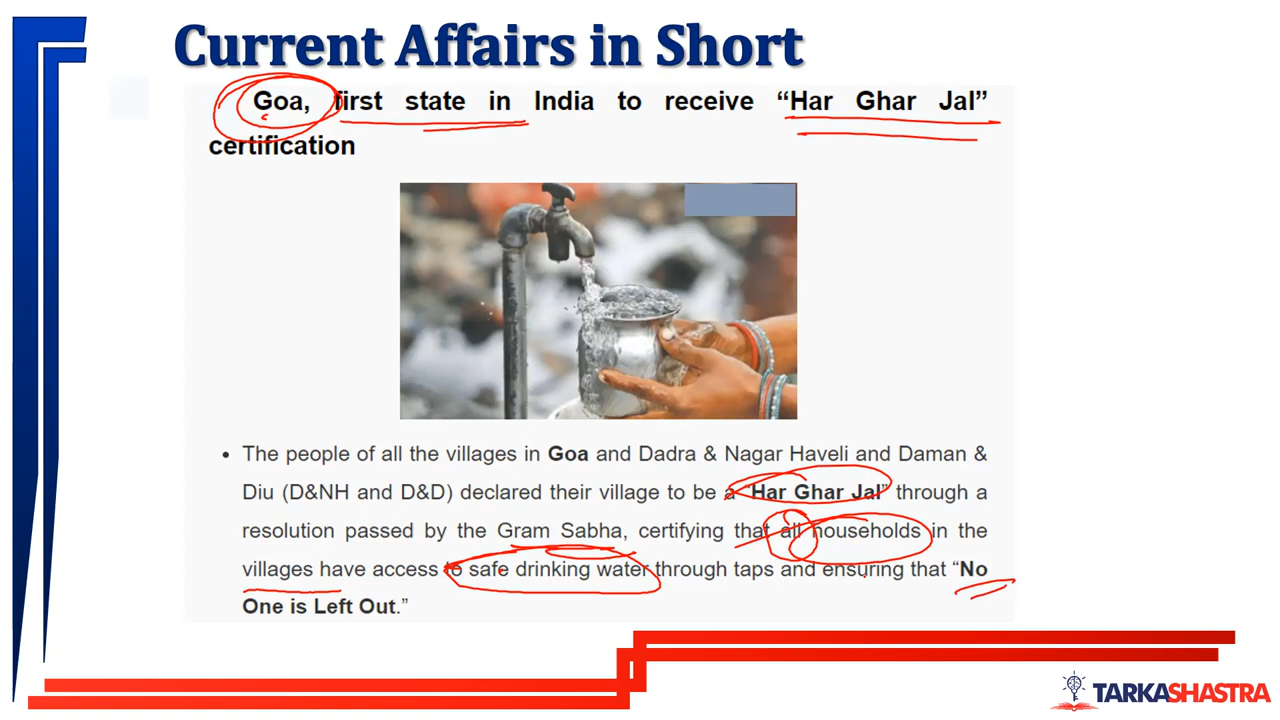 Current Affairs in Short
Goa, first state in India to receive “Har Ghar Jal”
certification
• The people of all the villages in Goa and Dadra & Nagar Haveli and Daman &
Diu (D&NH and D&D) declared their village to be a “Har Ghar Jal” through a
resolution passed by the Gram Sabha, certifying that all households in the
villages have access to safe drinking water through taps and ensuring that “No
One is Left Out.”
TARKASHASTRA